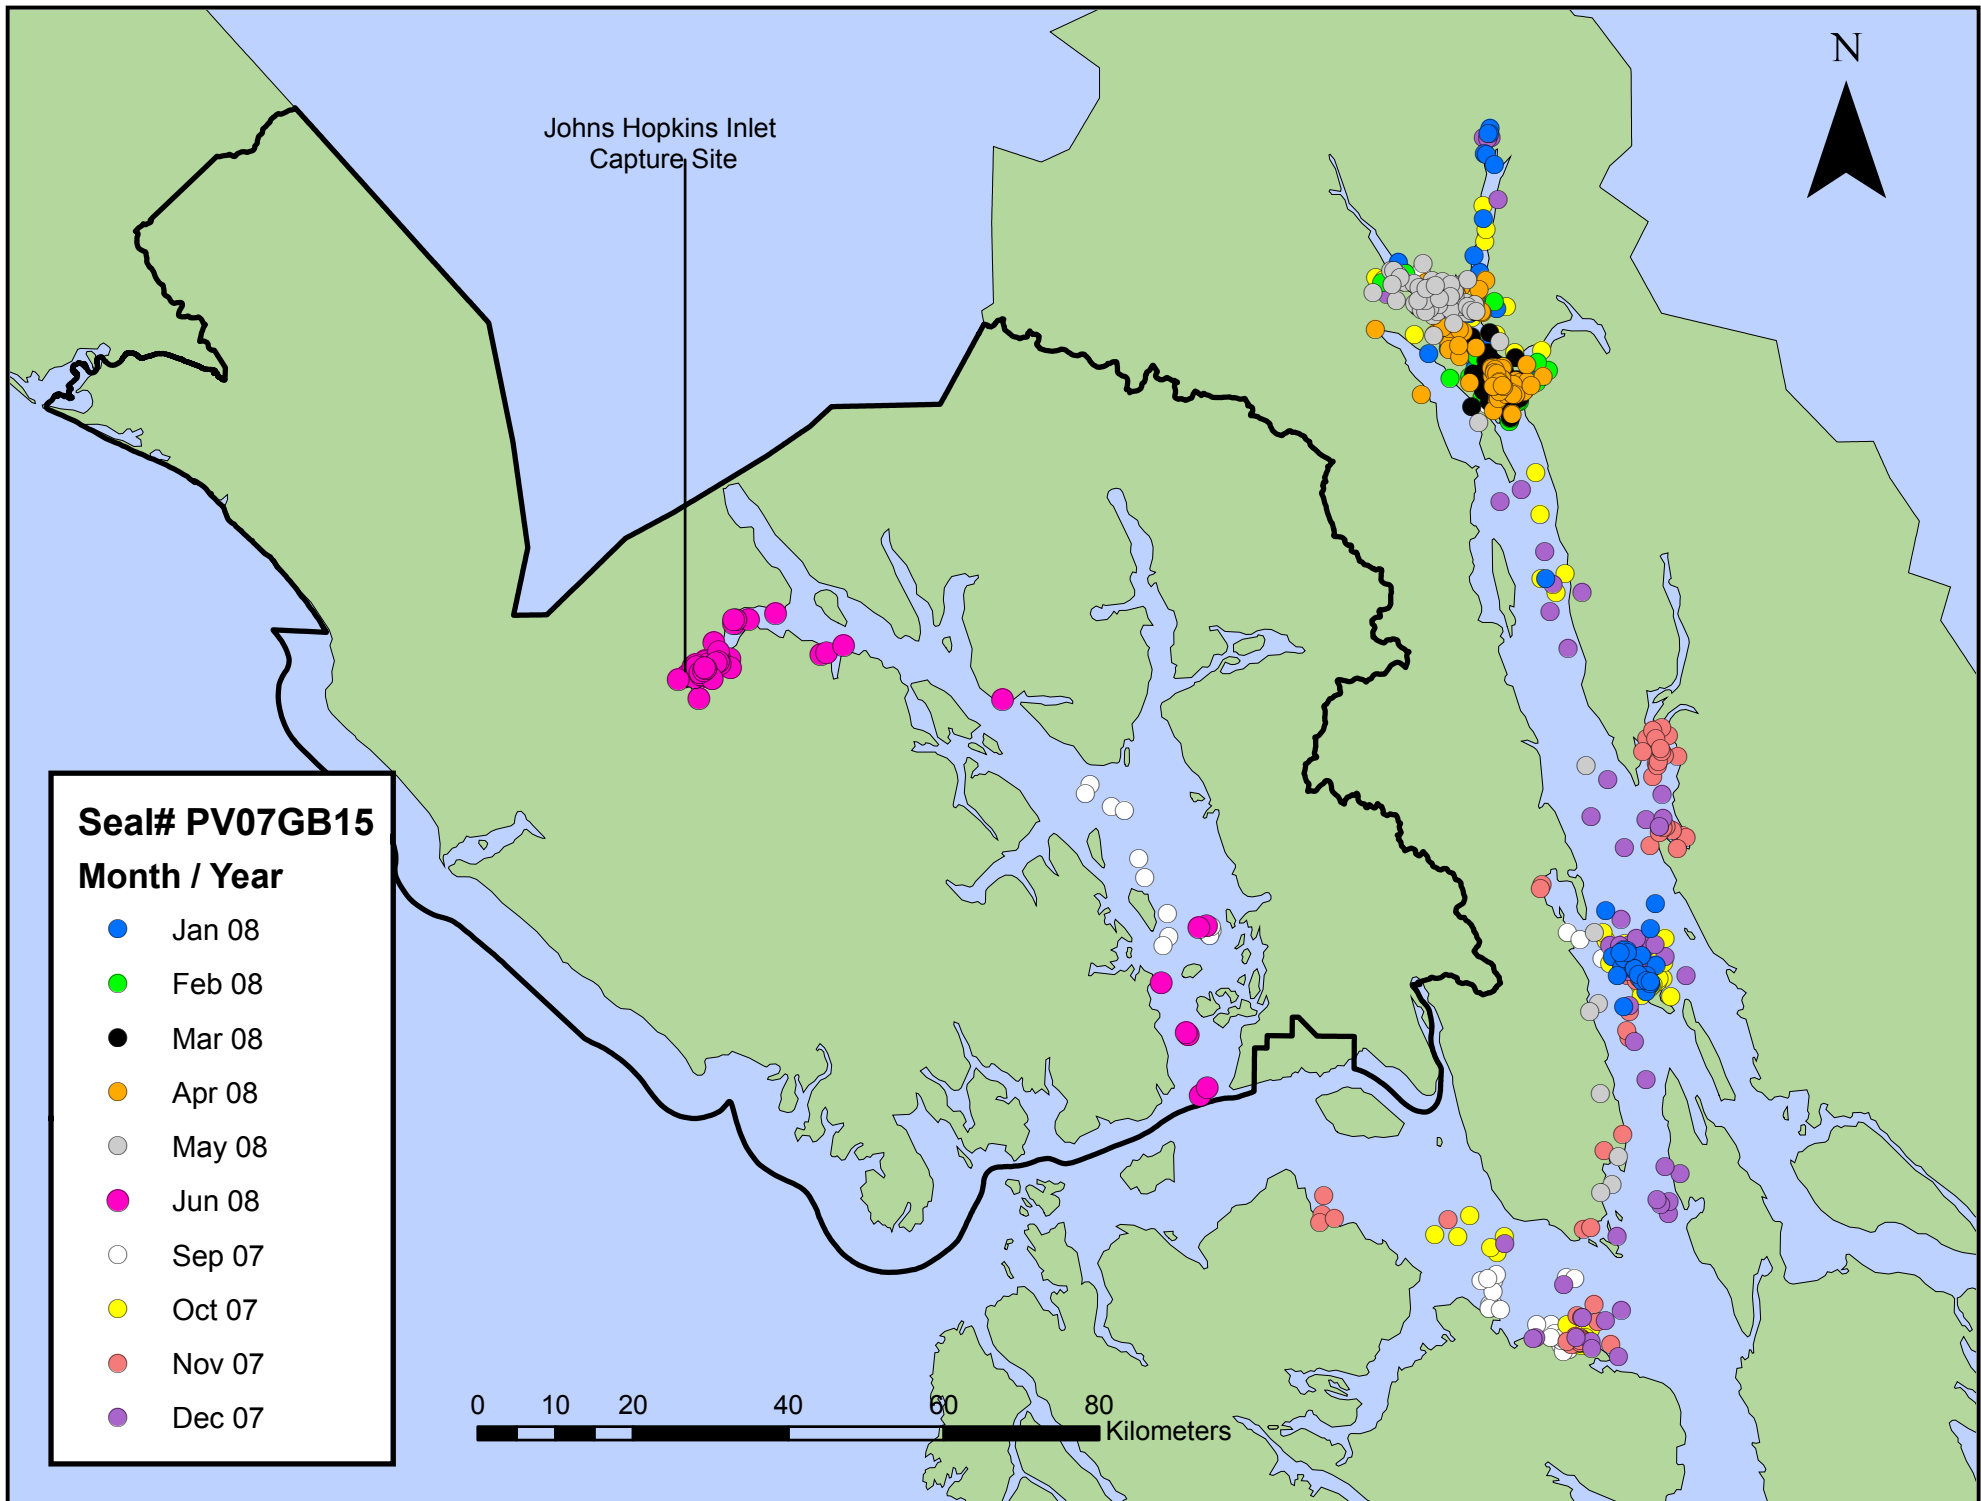 N
Johns Hopkins Inlet
Capture Site
Seal# PV07GB15
Month / Year
Jan 08
Feb 08
Mar 08
Apr 08
May 08
Jun 08
Sep 07
Oct 07
Nov 07
Dec 07
0 10 20 40 60 80
Kilometers